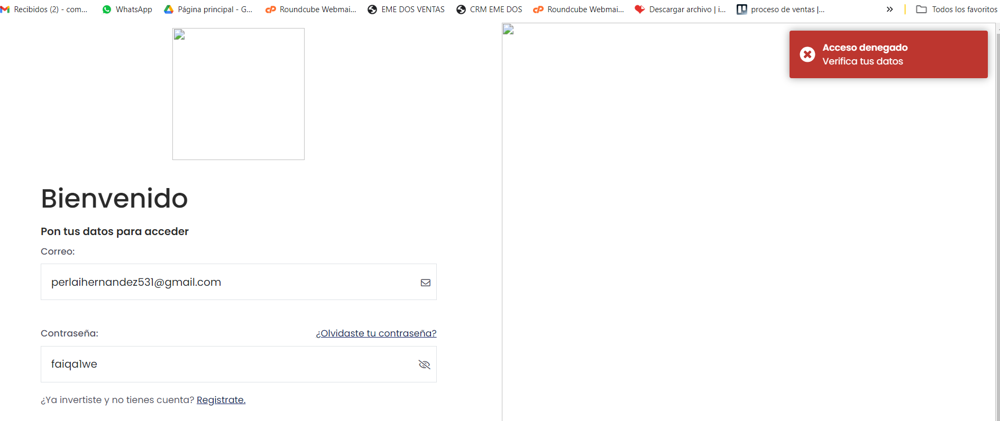 Recibidos (2) - com... WhatsApp Página principal - G... Roundcube Webmai... EME DOS VENTAS CRM EME DOS Roundcube Webmai... Descargar archivo | i... proceso de ventas |... » Todos los favoritos
Acceso denegado
Verifica tus datos
Bienvenido
Pon tus datos para acceder
Correo:
perlaihernandez531@gmail.com
Contraseña: ¿Olvidaste tu contraseña?
faiqa1we
¿Ya invertiste y no tienes cuenta? Registrate.